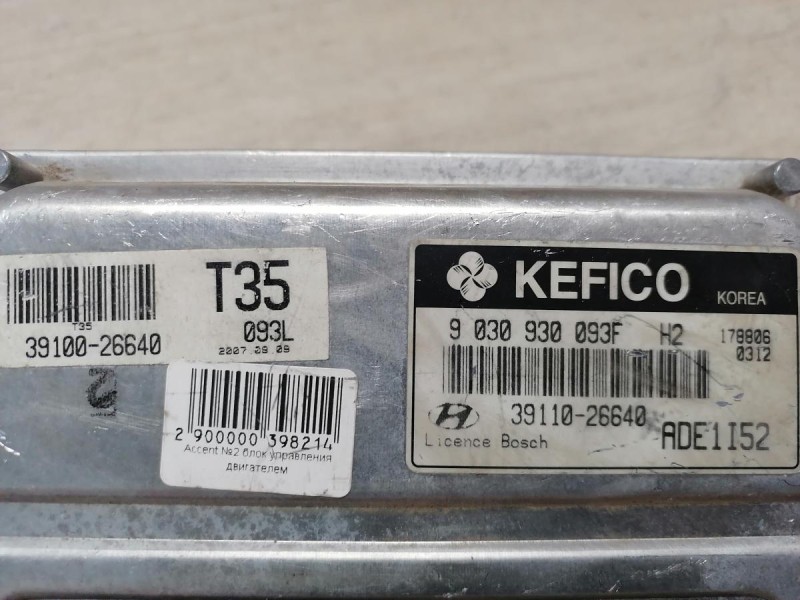 T35
39100-26640
T35
093L
2007.09.09
2 900000 398214
Accent №2 блок управления
двигателем
KEFICO
KOREA
9 030 930 093F H2 178806
0312
39110-26640
Licence Bosch
ADE1I52